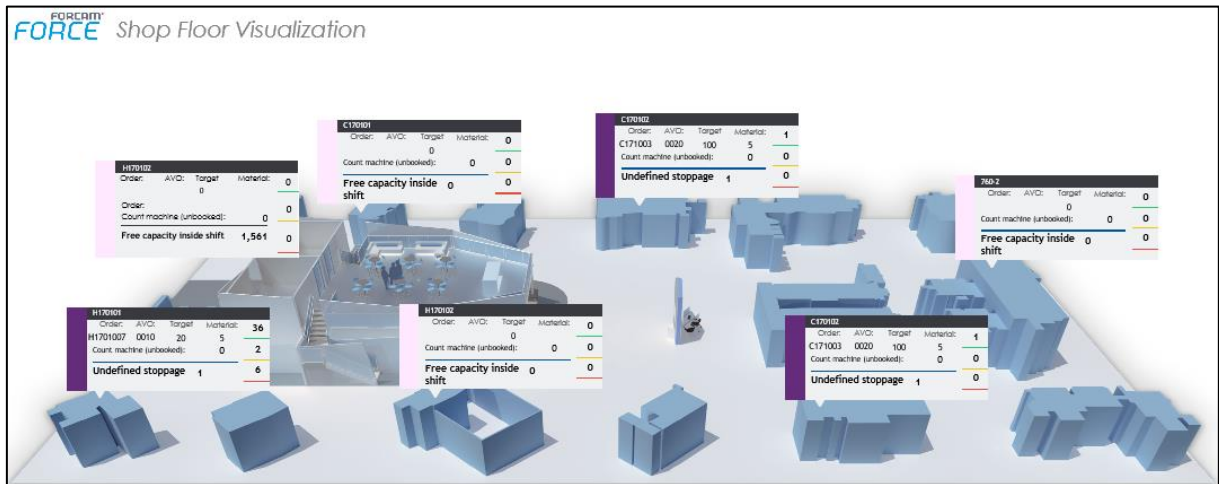 FORCAM
FORCE Shop Floor Visualization
C170101
Order: AVO: Target Material: 0
0
Count machine (unbooked): 0 0
Free capacity inside shift 0 0
C170102
Order: AVO: Target Material: 1
C171003 0020 100 5
Count machine (unbooked): 0 0
Undefined stoppage 1 0
H170102
Order: AVO: Target Material: 0
0
Order: 0
Count machine (unbooked): 0
Free capacity inside shift 1,561 0
760-2
Order: AVO: Target Material: 0
0
Count machine (unbooked): 0 0
Free capacity inside shift 0 0
H170101
Order: AVO: Target Material: 36
H1701007 0010 20 5
Count machine (unbooked): 0 2
Undefined stoppage 1 6
H170102
Order: AVO: Target Material: 0
0
Count machine (unbooked): 0 0
Free capacity inside shift 0 0
C170102
Order: AVO: Target Material: 1
C171003 0020 100 5
Count machine (unbooked): 0 0
Undefined stoppage 1 0